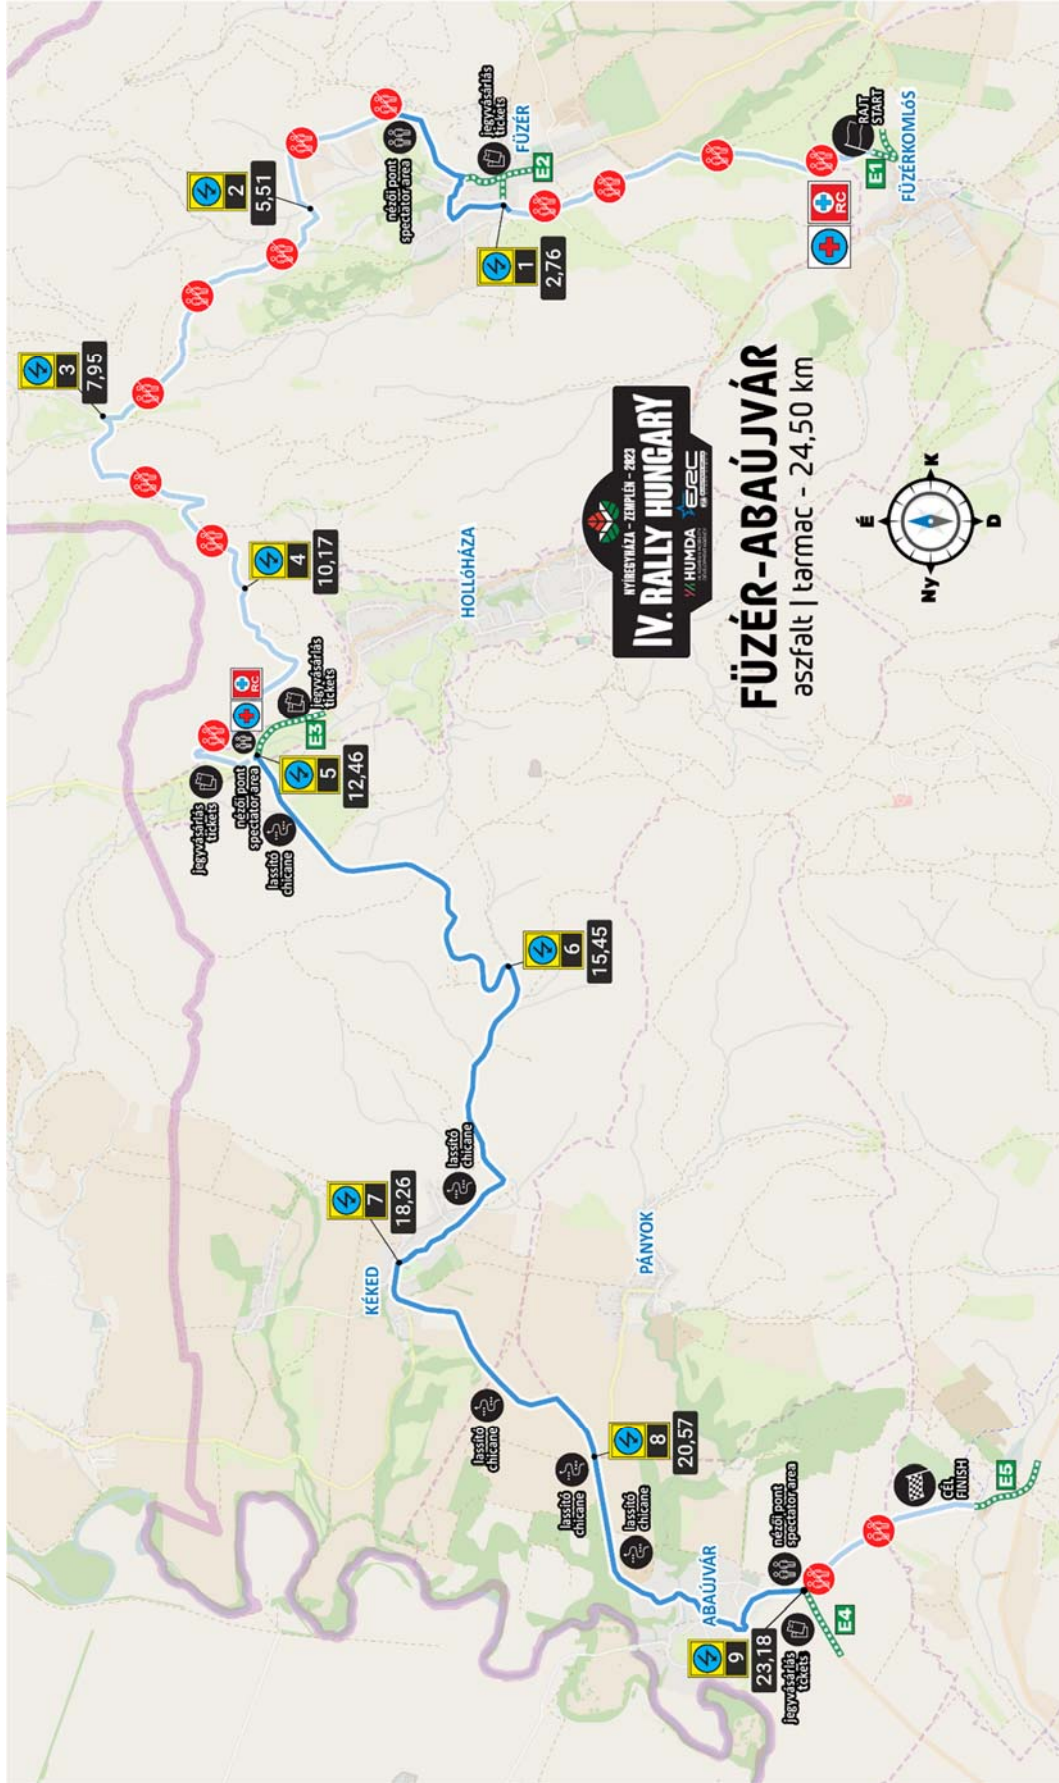 3
7,95
2
5,51
jegyvásárlás
tickets
nézői pont
spectator area
RC
4
10,17
lassító
chicane
5
12,46
E3
jegyvásárlás
tickets
nézői pont
spectator area
jegyvásárlás
tickets
FÜZÉR
E2
1
2,76
7
18,26
KÉKED
HOLLÓHÁZA
lassító
chicane
6
15,45
lassító
chicane
lassító
chicane
8
20,57
lassító
chicane
PÁNYOK
NYÍREGYHÁZA – ZEMPLÉN – 2023
IV. RALLY HUNGARY
HUMDA
ERC
ABAÚJVÁR
9
23,18
jegyvásárlás
tickets
nézői pont
spectator area
E4
FÜZÉR-ABAÚJVÁR
aszfalt | tarmac - 24,50 km
RC
RAJT
START
E1
FÜZÉRKOMLÓS
CÉL
FINISH
E5
É
Ny
K
D